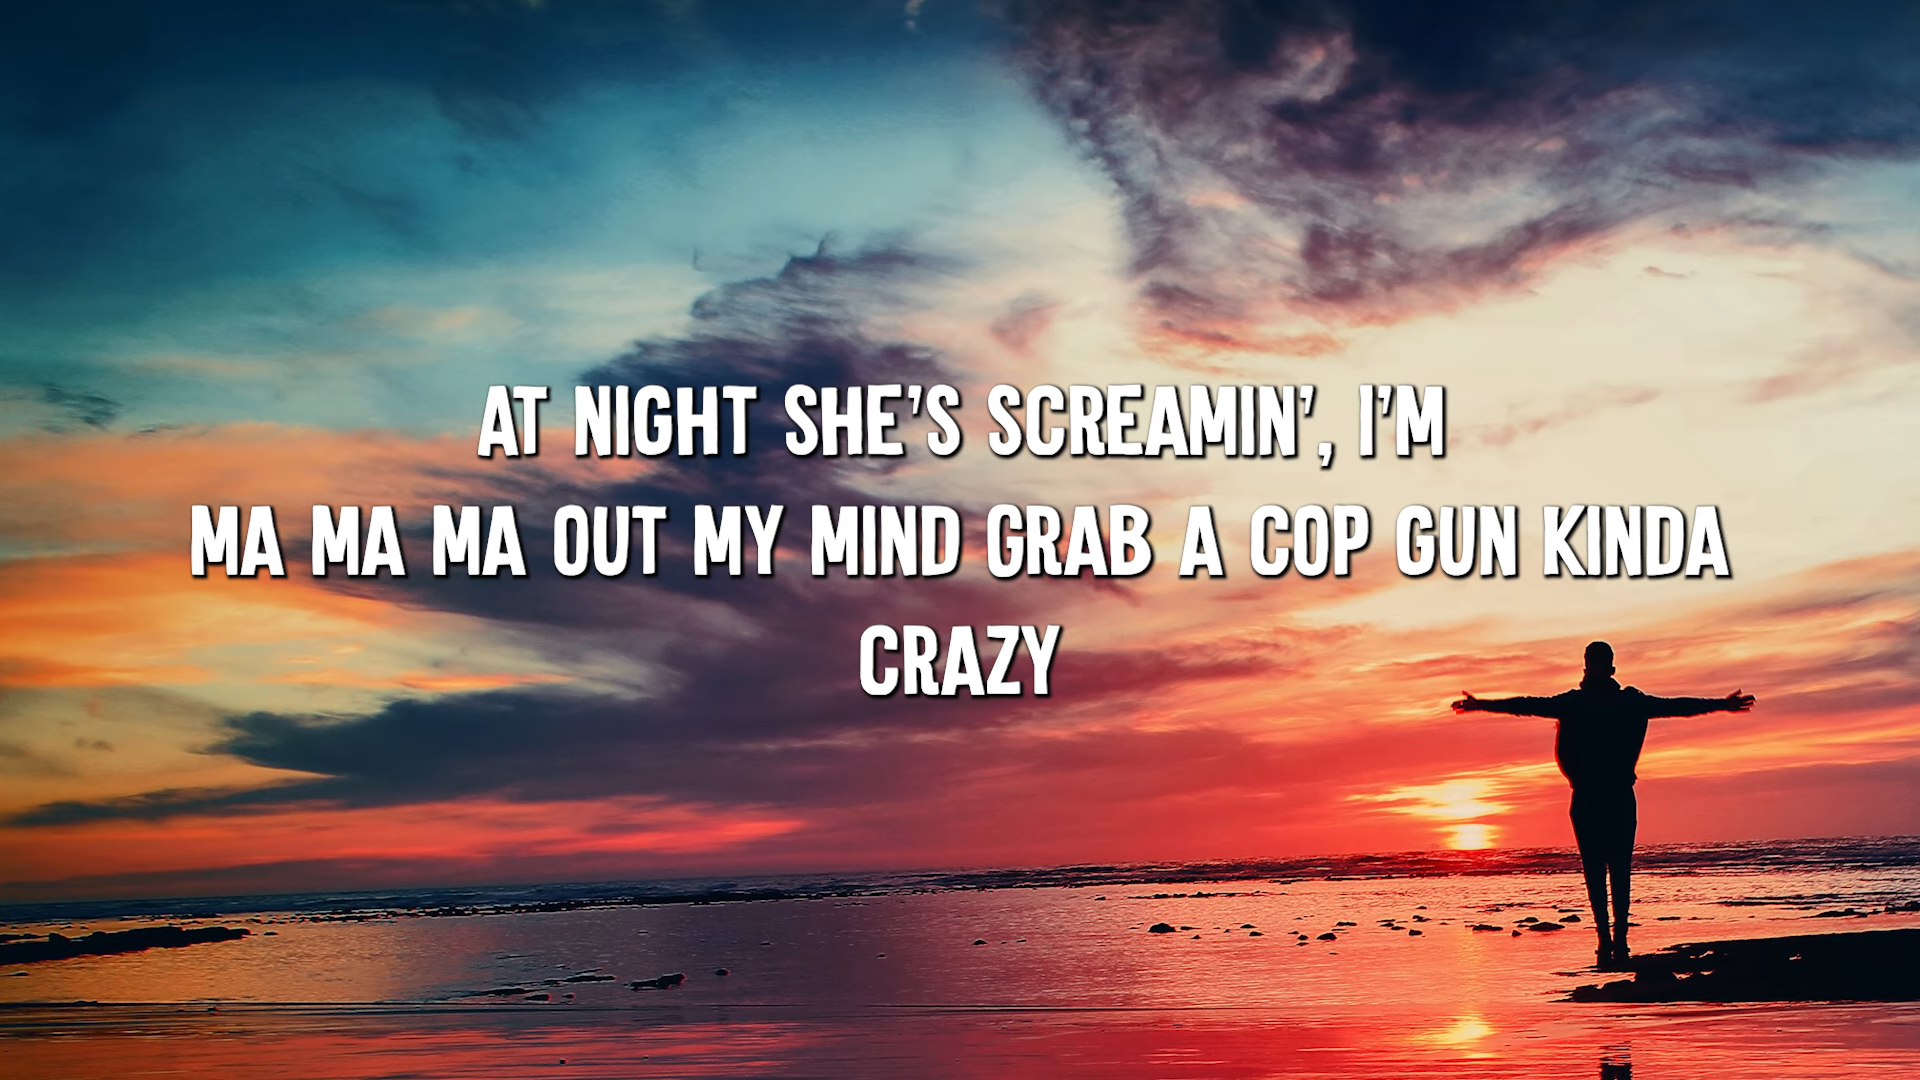 AT NIGHT SHE'S SCREAMIN', I'M
MA MA MA OUT MY MIND GRAB A COP GUN KINDA
CRAZY